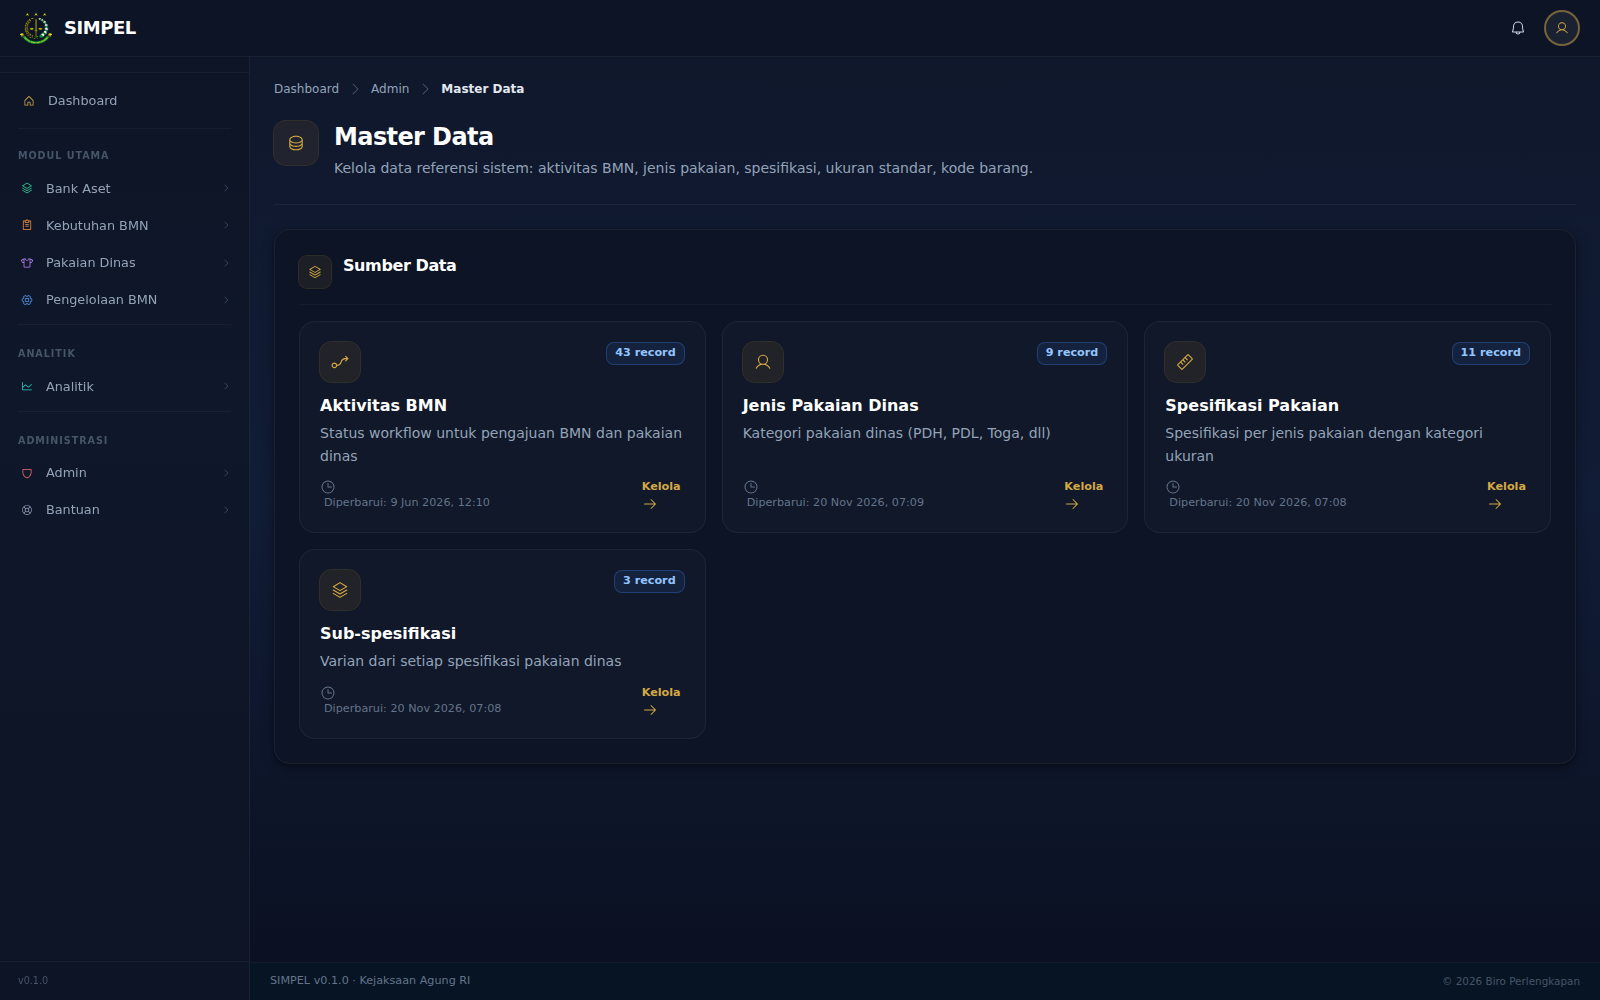 SIMPEL
Dashboard
MODUL UTAMA
Bank Aset
Kebutuhan BMN
Pakaian Dinas
Pengelolaan BMN
ANALITIK
Analitik
ADMINISTRASI
Admin
Bantuan
v0.1.0
Dashboard Admin Master Data
Master Data
Kelola data referensi sistem: aktivitas BMN, jenis pakaian, spesifikasi, ukuran standar, kode barang.
Sumber Data
43 record
Aktivitas BMN
Status workflow untuk pengajuan BMN dan pakaian
dinas
Diperbarui: 9 Jun 2026, 12:10
Kelola
9 record
Jenis Pakaian Dinas
Kategori pakaian dinas (PDH, PDL, Toga, dll)
Diperbarui: 20 Nov 2026, 07:09
Kelola
11 record
Spesifikasi Pakaian
Spesifikasi per jenis pakaian dengan kategori
ukuran
Diperbarui: 20 Nov 2026, 07:08
Kelola
3 record
Sub-spesifikasi
Varian dari setiap spesifikasi pakaian dinas
Diperbarui: 20 Nov 2026, 07:08
Kelola
SIMPEL v0.1.0 · Kejaksaan Agung RI
© 2026 Biro Perlengkapan